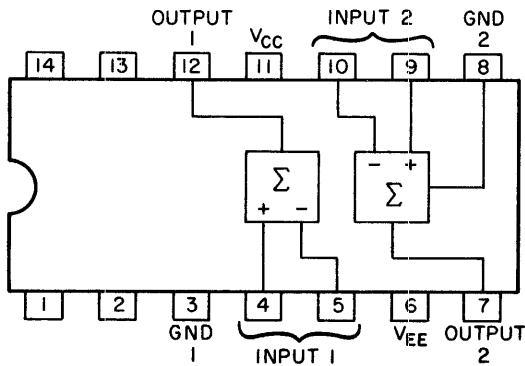 OUTPUT
1
VCC
INPUT 2
GND
2
14 13 12 11 10 9 8
Σ
+ −
− +
Σ
1 2 3 4 5 6 7
GND
1
INPUT 1
VEE
OUTPUT
2